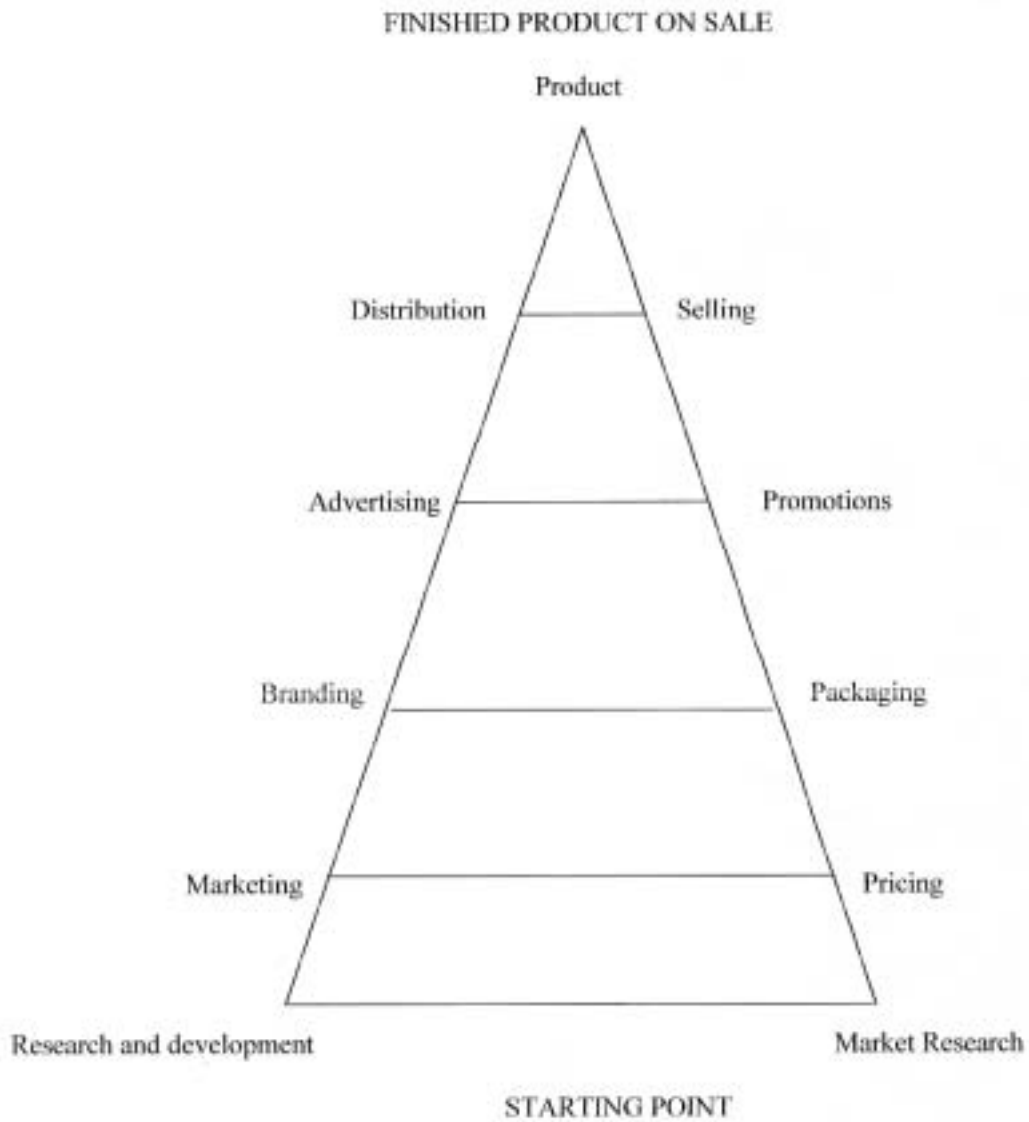 FINISHED PRODUCT ON SALE
Product
Distribution
Selling
Advertising
Promotions
Branding
Packaging
Marketing
Pricing
Research and development
Market Research
STARTING POINT